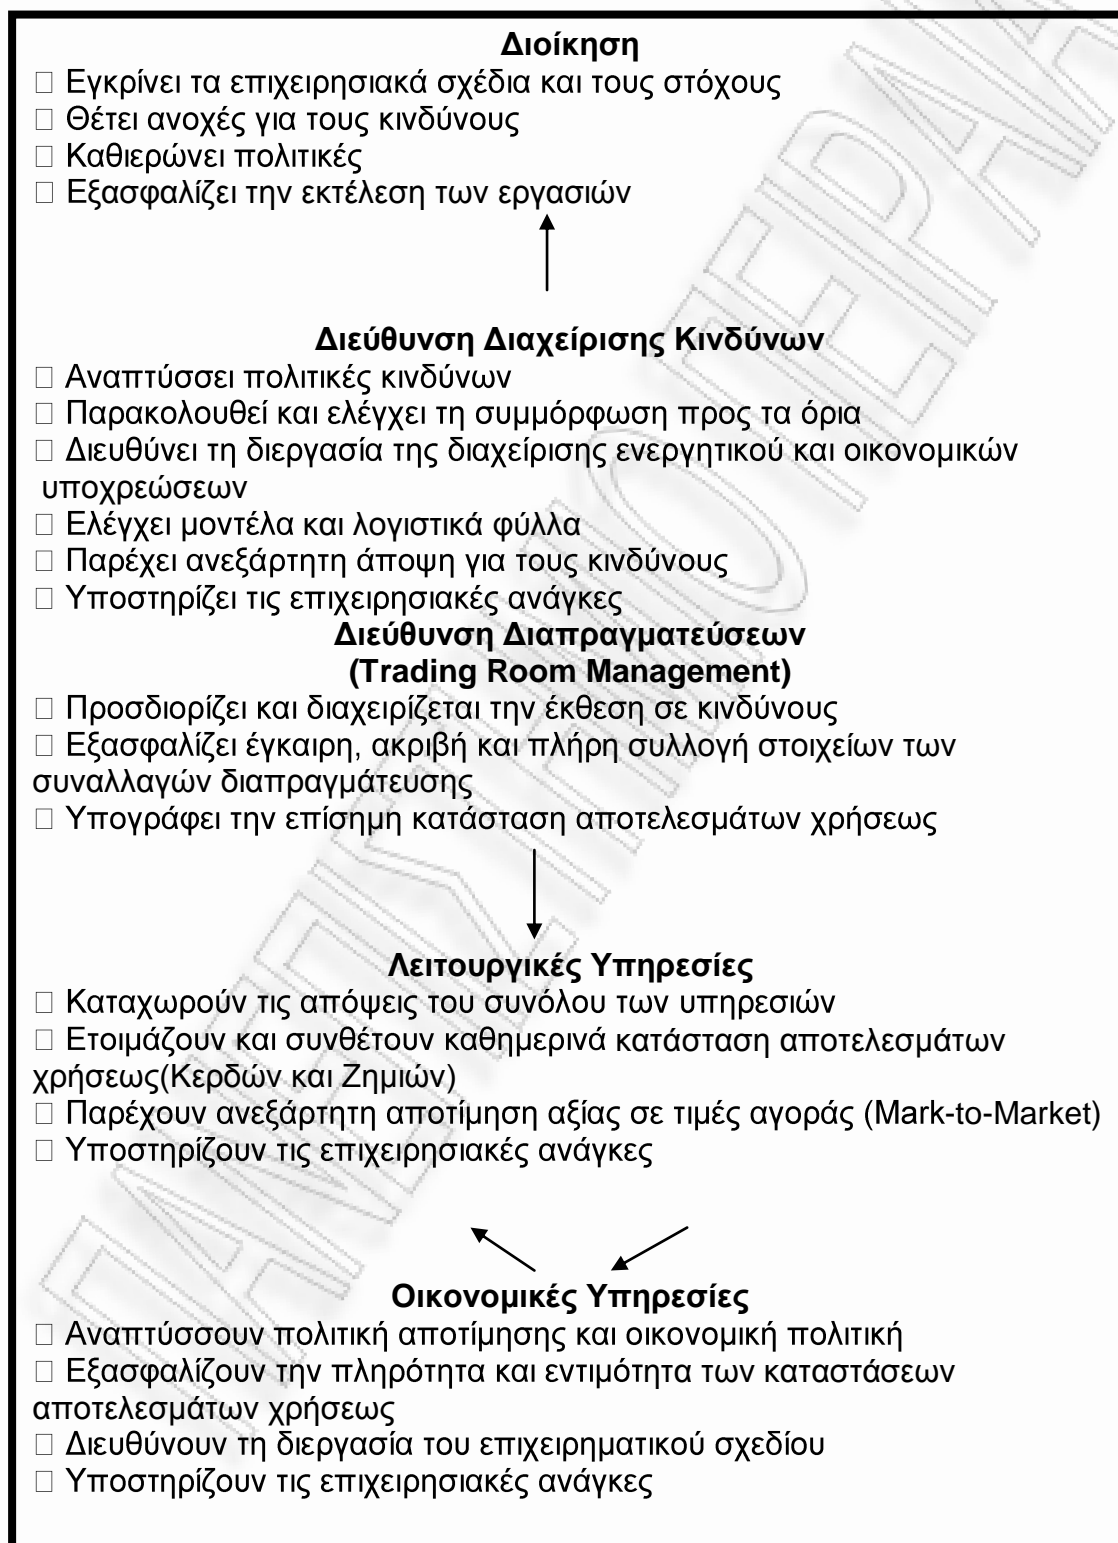 Διοίκηση
□ Εγκρίνει τα επιχειρησιακά σχέδια και τους στόχους
□ Θέτει ανοχές για τους κινδύνους
□ Καθιερώνει πολιτικές
□ Εξασφαλίζει την εκτέλεση των εργασιών
Διεύθυνση Διαχείρισης Κινδύνων
□ Αναπτύσσει πολιτικές κινδύνων
□ Παρακολουθεί και ελέγχει τη συμμόρφωση προς τα όρια
□ Διευθύνει τη διεργασία της διαχείρισης ενεργητικού και οικονομικών
υποχρεώσεων
□ Ελέγχει μοντέλα και λογιστικά φύλλα
□ Παρέχει ανεξάρτητη άποψη για τους κινδύνους
□ Υποστηρίζει τις επιχειρησιακές ανάγκες
Διεύθυνση Διαπραγματεύσεων
(Trading Room Management)
□ Προσδιορίζει και διαχειρίζεται την έκθεση σε κινδύνους
□ Εξασφαλίζει έγκαιρη, ακριβή και πλήρη συλλογή στοιχείων των
συναλλαγών διαπραγμάτευσης
□ Υπογράφει την επίσημη κατάσταση αποτελεσμάτων χρήσεως
Λειτουργικές Υπηρεσίες
□ Καταχωρούν τις απόψεις του συνόλου των υπηρεσιών
□ Ετοιμάζουν και συνθέτουν καθημερινά κατάσταση αποτελεσμάτων
χρήσεως(Κερδών και Ζημιών)
□ Παρέχουν ανεξάρτητη αποτίμηση αξίας σε τιμές αγοράς (Mark-to-Market)
□ Υποστηρίζουν τις επιχειρησιακές ανάγκες
Οικονομικές Υπηρεσίες
□ Αναπτύσσουν πολιτική αποτίμησης και οικονομική πολιτική
□ Εξασφαλίζουν την πληρότητα και εντιμότητα των καταστάσεων
αποτελεσμάτων χρήσεως
□ Διευθύνουν τη διεργασία του επιχειρηματικού σχεδίου
□ Υποστηρίζουν τις επιχειρησιακές ανάγκες